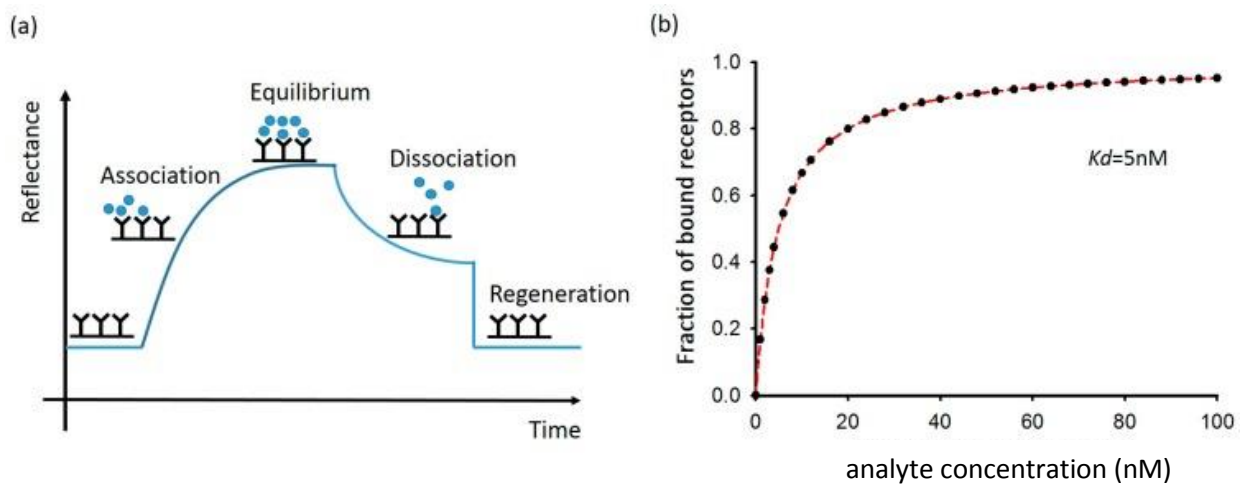 (a)
Reflectance
Equilibrium
Association
Dissociation
Regeneration
Time
(b)
Fraction of bound receptors
1.0
0.8
0.6
0.4
0.2
0.0
Kd=5nM
0 20 40 60 80 100
analyte concentration (nM)